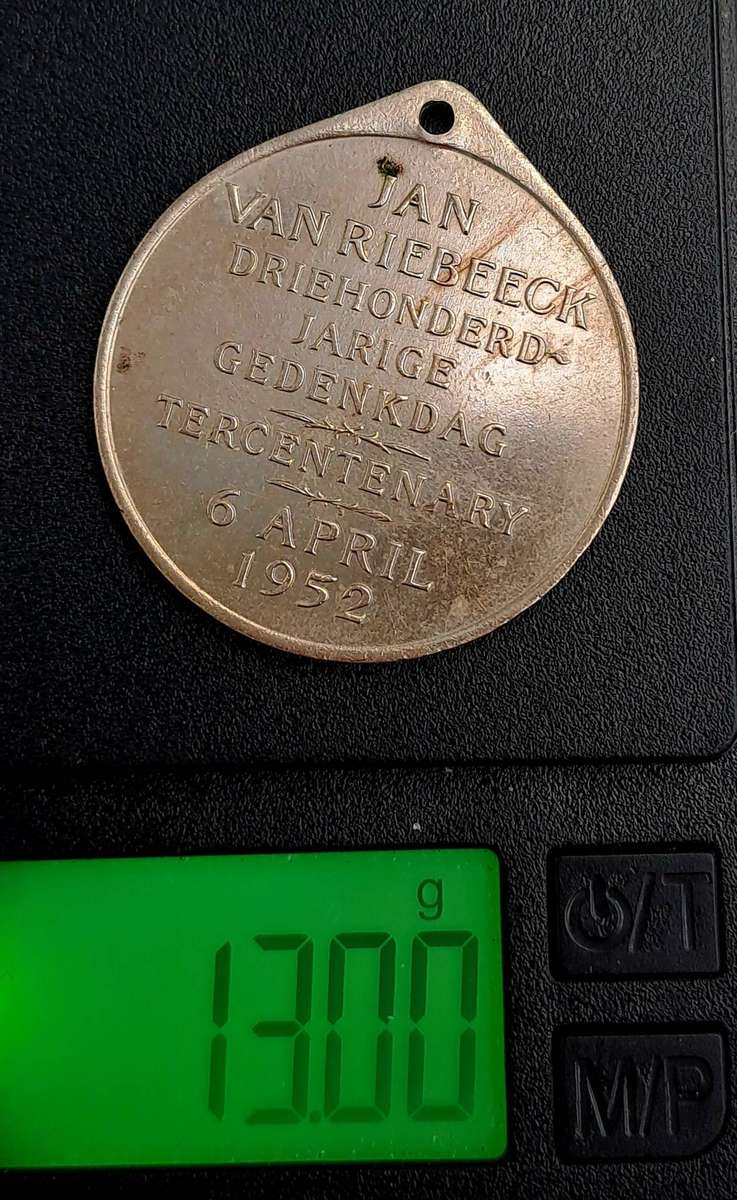 JAN
VAN RIEBEECK
DRIEHONDERD-
JARIGE
GEDENKDAG
TERCENTENARY
6 APRIL
1952
g
13.00
/T
M/P